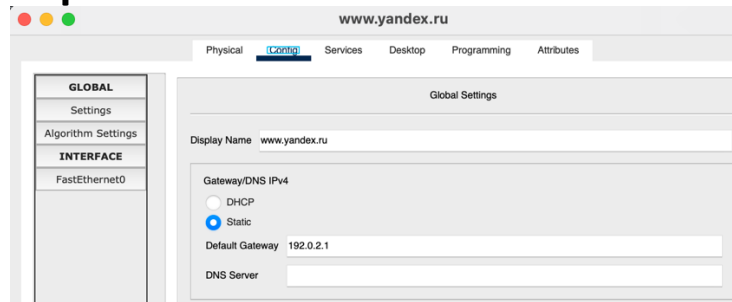 www.yandex.ru
Physical Config Services Desktop Programming Attributes
GLOBAL
Settings
Algorithm Settings
INTERFACE
FastEthernet0
Global Settings
Display Name www.yandex.ru
Gateway/DNS IPv4
DHCP
Static
Default Gateway 192.0.2.1
DNS Server